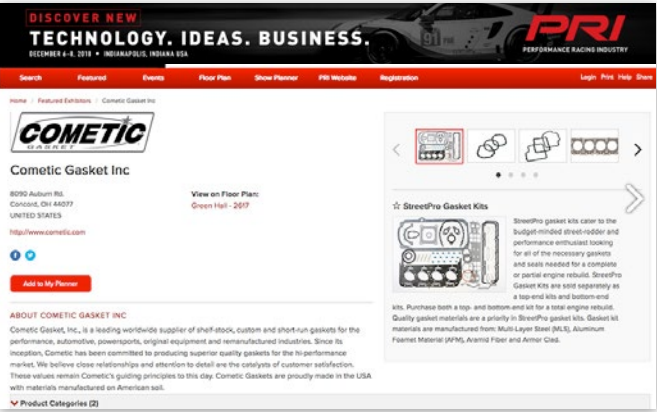 DISCOVER NEW
TECHNOLOGY. IDEAS. BUSINESS.
DECEMBER 6-8, 2018 • INDIANAPOLIS, INDIANA USA
91
PRI
PERFORMANCE RACING INDUSTRY
Search Featured Events Floor Plan Show Planner PRI Website Registration Login Print Help Share
Home / Featured Exhibitors / Cometic Gasket Inc
COMETIC
GASKET
Cometic Gasket Inc
8090 Auburn Rd.
Concord, OH 44077
UNITED STATES
http://www.cometic.com
View on Floor Plan:
Green Hall - 2017
Add to My Planner
ABOUT COMETIC GASKET INC
Cometic Gasket, Inc., is a leading worldwide supplier of shelf-stock, custom and short-run gaskets for the
performance, automotive, powersports, original equipment and remanufactured industries. Since its
inception, Cometic has been committed to producing superior quality gaskets for the hi-performance
market. We believe close relationships and attention to detail are the catalysts of customer satisfaction.
These values remain Cometic's guiding principles to this day. Cometic Gaskets are proudly made in the USA
with materials manufactured on American soil.
Product Categories (2)
StreetPro Gasket Kits
StreetPro gasket kits cater to the
budget-minded street-rodder and
performance enthusiast looking
for all of the necessary gaskets
and seals needed for a complete
or partial engine rebuild. StreetPro
Gasket Kits are sold separately as
a top-end kits and bottom-end
kits. Purchase both a top- and bottom-end kit for a total engine rebuild.
Quality gasket materials are a priority in StreetPro gasket kits. Gasket kit
materials are manufactured from: Multi-Layer Steel (MLS), Aluminum
Foamet Material (AFM), Aramid Fiber and Armor Clad.